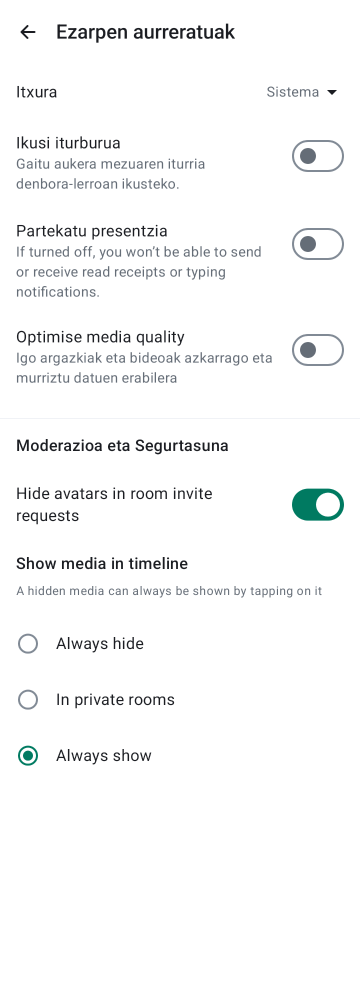 Ezarpen aurreratuak
Itxura
Sistema
Ikusi iturburua
Gaitu aukera mezuaren iturria
denbora-lerroan ikusteko.
Partekatu presentzia
If turned off, you won’t be able to send
or receive read receipts or typing
notifications.
Optimise media quality
Igo argazkiak eta bideoak azkarrago eta
murriztu datuen erabilera
Moderazioa eta Segurtasuna
Hide avatars in room invite
requests
Show media in timeline
A hidden media can always be shown by tapping on it
Always hide
In private rooms
Always show